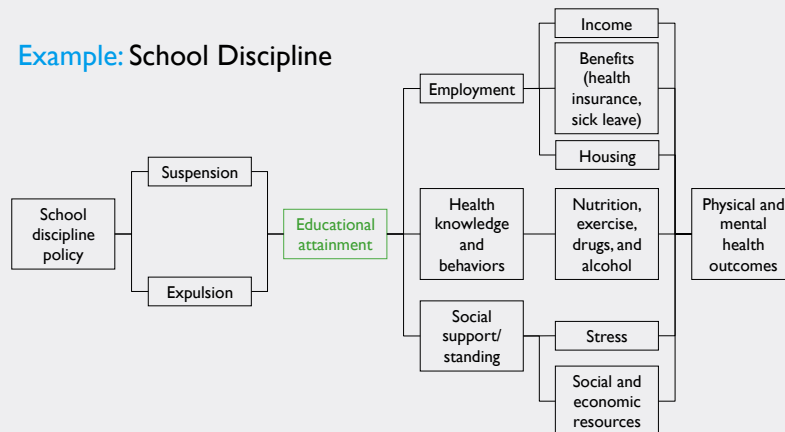 Example: School Discipline
School
discipline
policy
Suspension
Expulsion
Educational
attainment
Employment
Health
knowledge
and
behaviors
Social
support/
standing
Income
Benefits
(health
insurance,
sick leave)
Housing
Nutrition,
exercise,
drugs, and
alcohol
Stress
Social and
economic
resources
Physical and
mental
health
outcomes